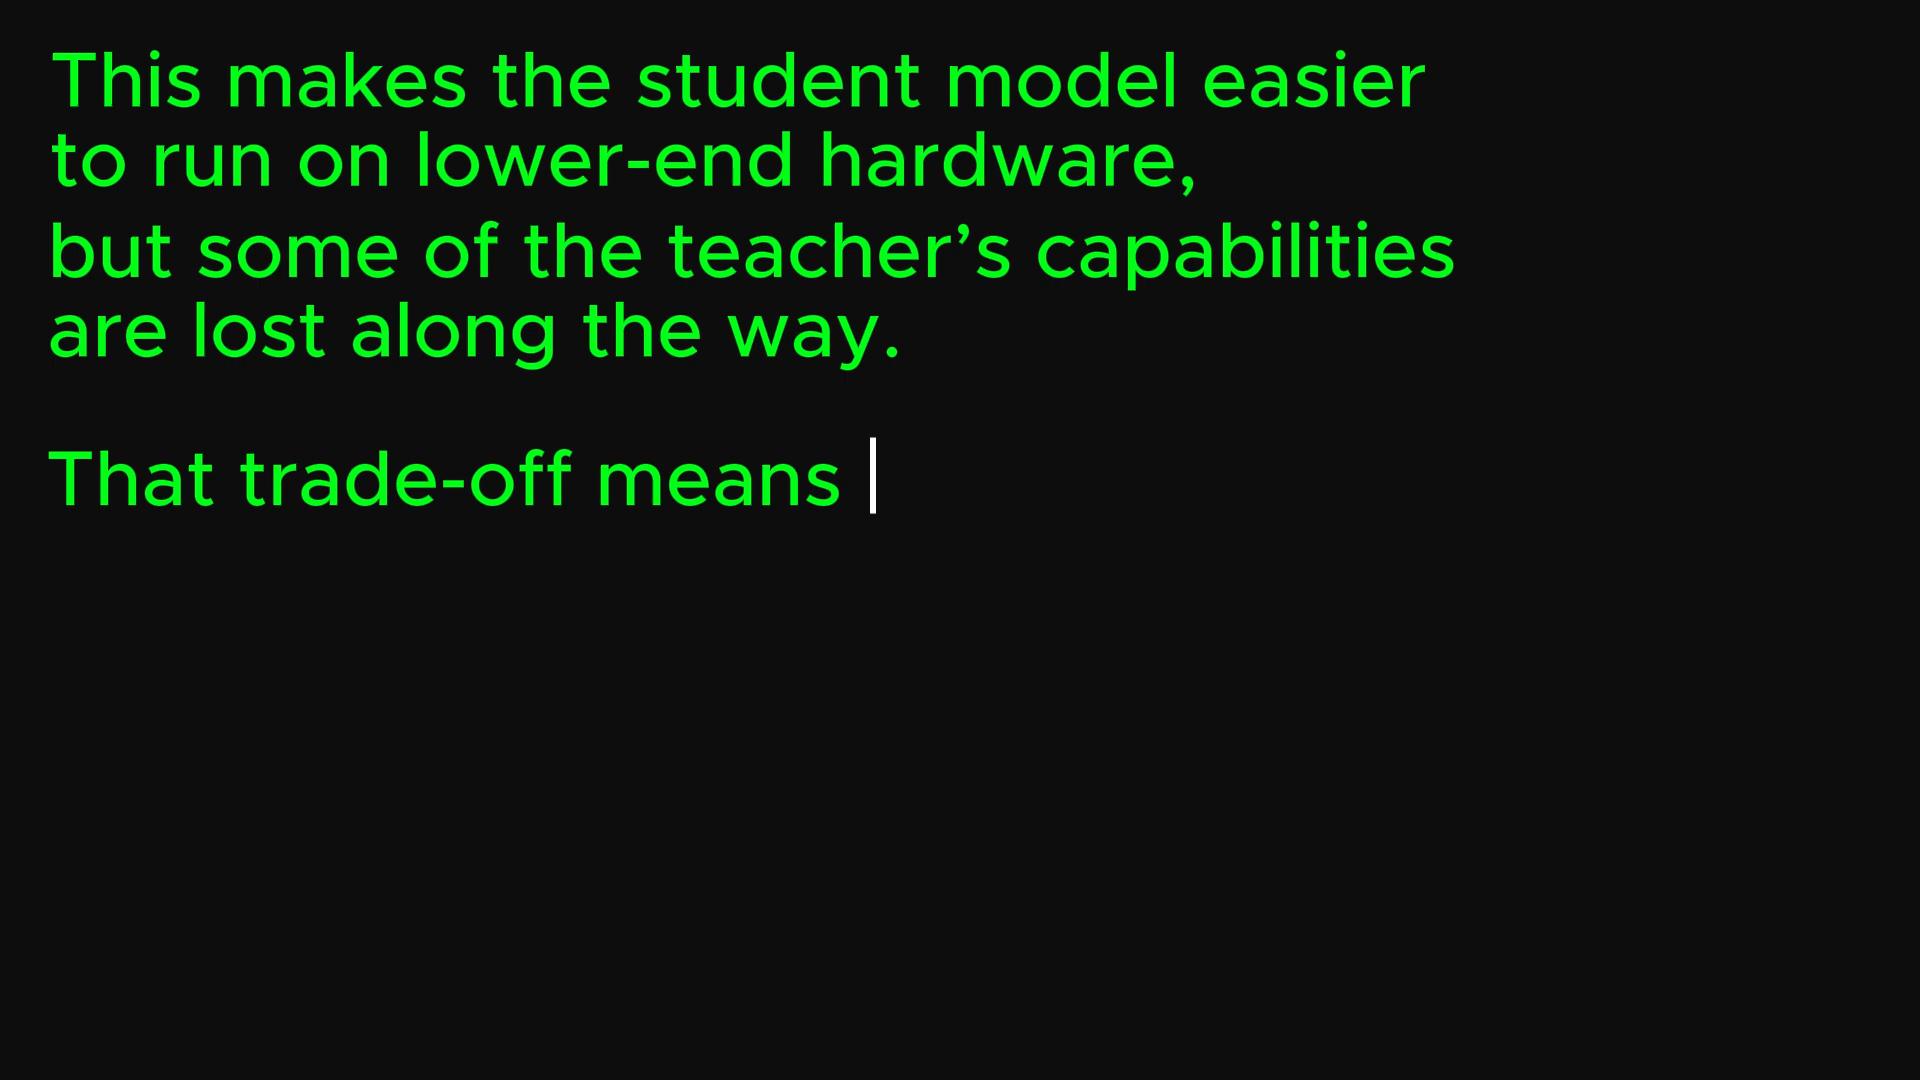 This makes the student model easier
to run on lower-end hardware,
but some of the teacher’s capabilities
are lost along the way.
That trade-off means